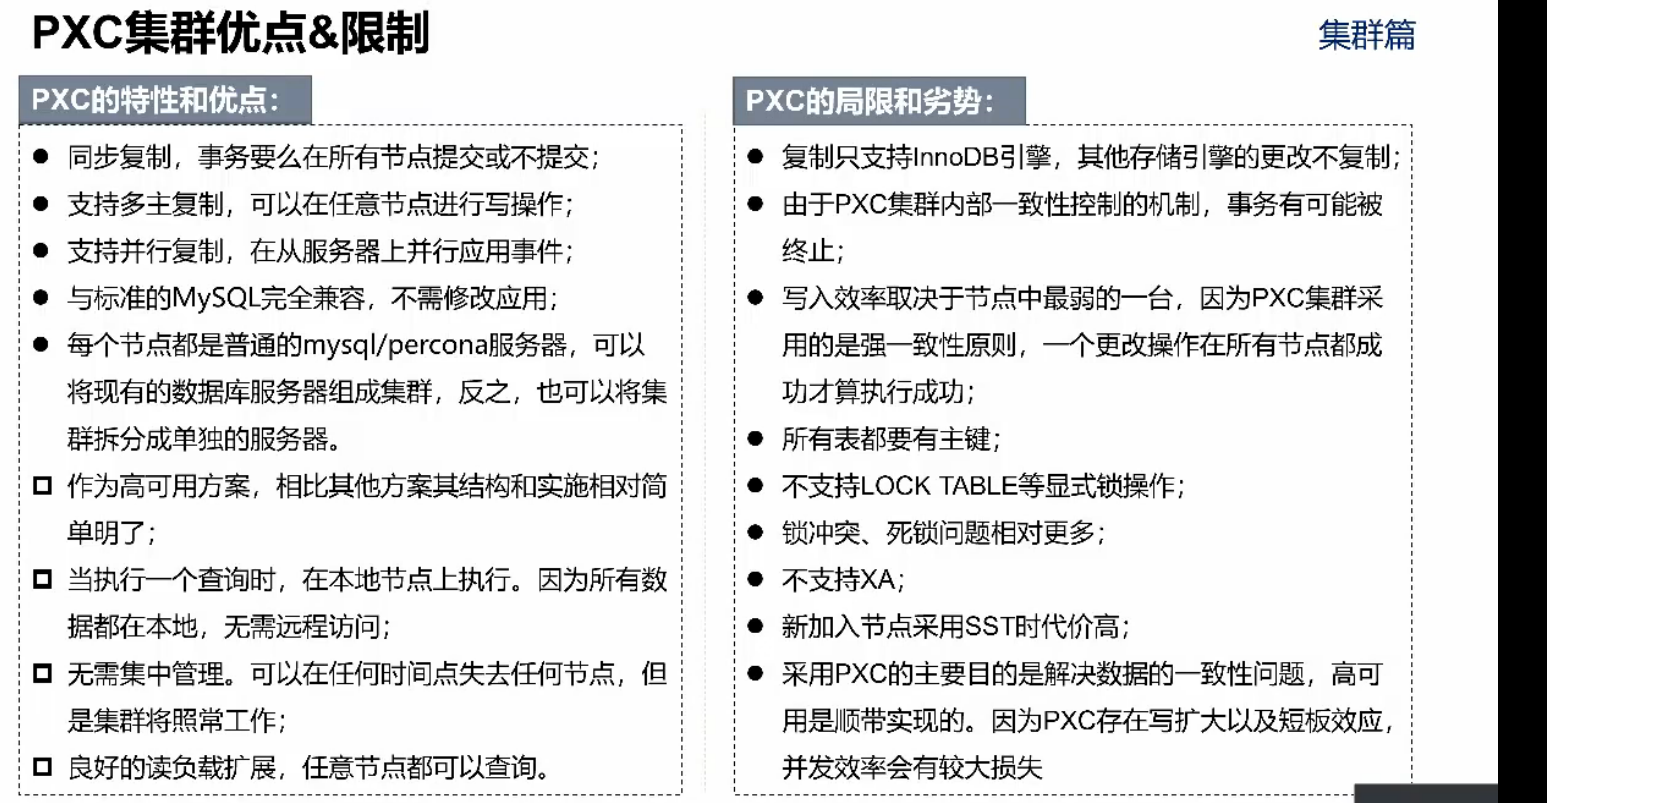 PXC集群优点&限制
集群篇
PXC的特性和优点：
● 同步复制，事务要么在所有节点提交或不提交；
● 支持多主复制，可以在任意节点进行写操作；
● 支持并行复制，在从服务器上并行应用事件；
● 与标准的MySQL完全兼容，不需修改应用；
● 每个节点都是普通的mysql/percona服务器，可以
将现有的数据库服务器组成集群，反之，也可以将集
群拆分成单独的服务器。
□ 作为高可用方案，相比其他方案其结构和实施相对简
单明了；
□ 当执行一个查询时，在本地节点上执行。因为所有数
据都在本地，无需远程访问；
□ 无需集中管理。可以在任何时间点失去任何节点，但
是集群将照常工作；
□ 良好的读负载扩展，任意节点都可以查询。
PXC的局限和劣势：
● 复制只支持InnoDB引擎，其他存储引擎的更改不复制；
● 由于PXC集群内部一致性控制的机制，事务有可能被
终止；
● 写入效率取决于节点中最弱的一台，因为PXC集群采
用的是强一致性原则，一个更改操作在所有节点都成
功才算执行成功；
● 所有表都要有主键；
● 不支持LOCK TABLE等显式锁操作；
● 锁冲突、死锁问题相对更多；
● 不支持XA；
● 新加入节点采用SST时代价高；
● 采用PXC的主要目的是解决数据的一致性问题，高可
用是顺带实现的。因为PXC存在写扩大以及短板效应，
并发效率会有较大损失